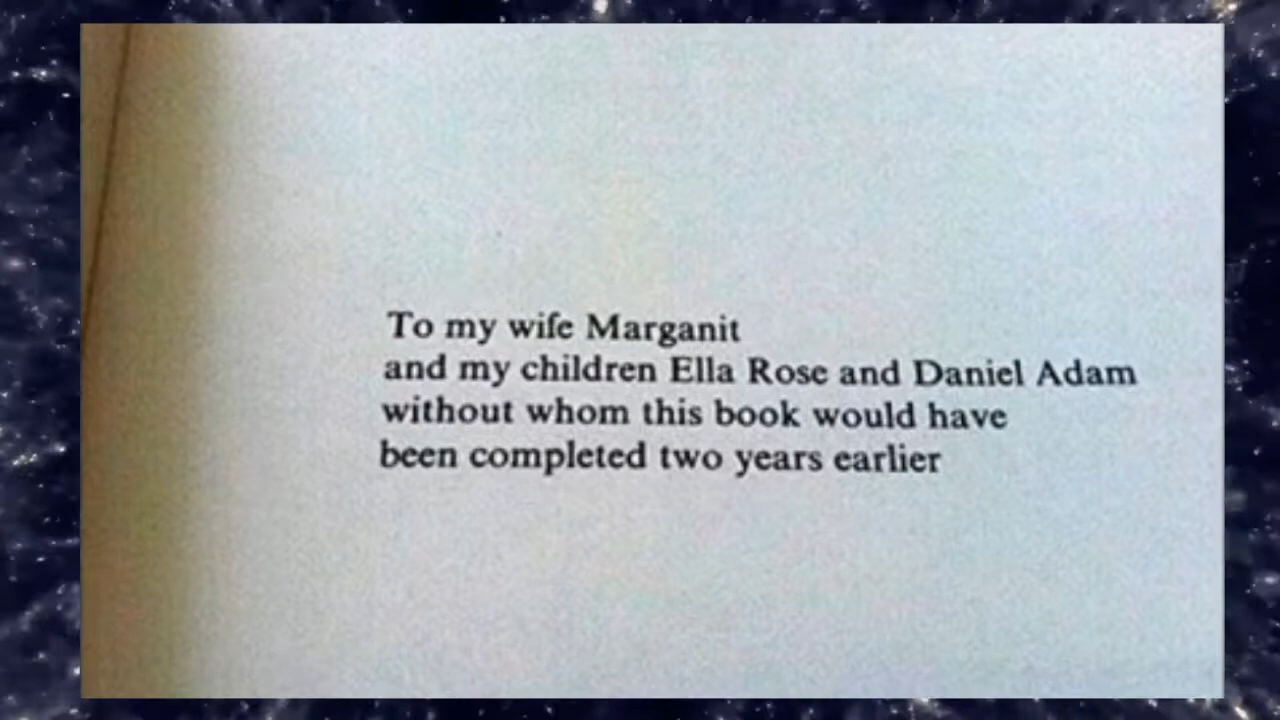 To my wife Marganit
and my children Ella Rose and Daniel Adam
without whom this book would have
been completed two years earlier